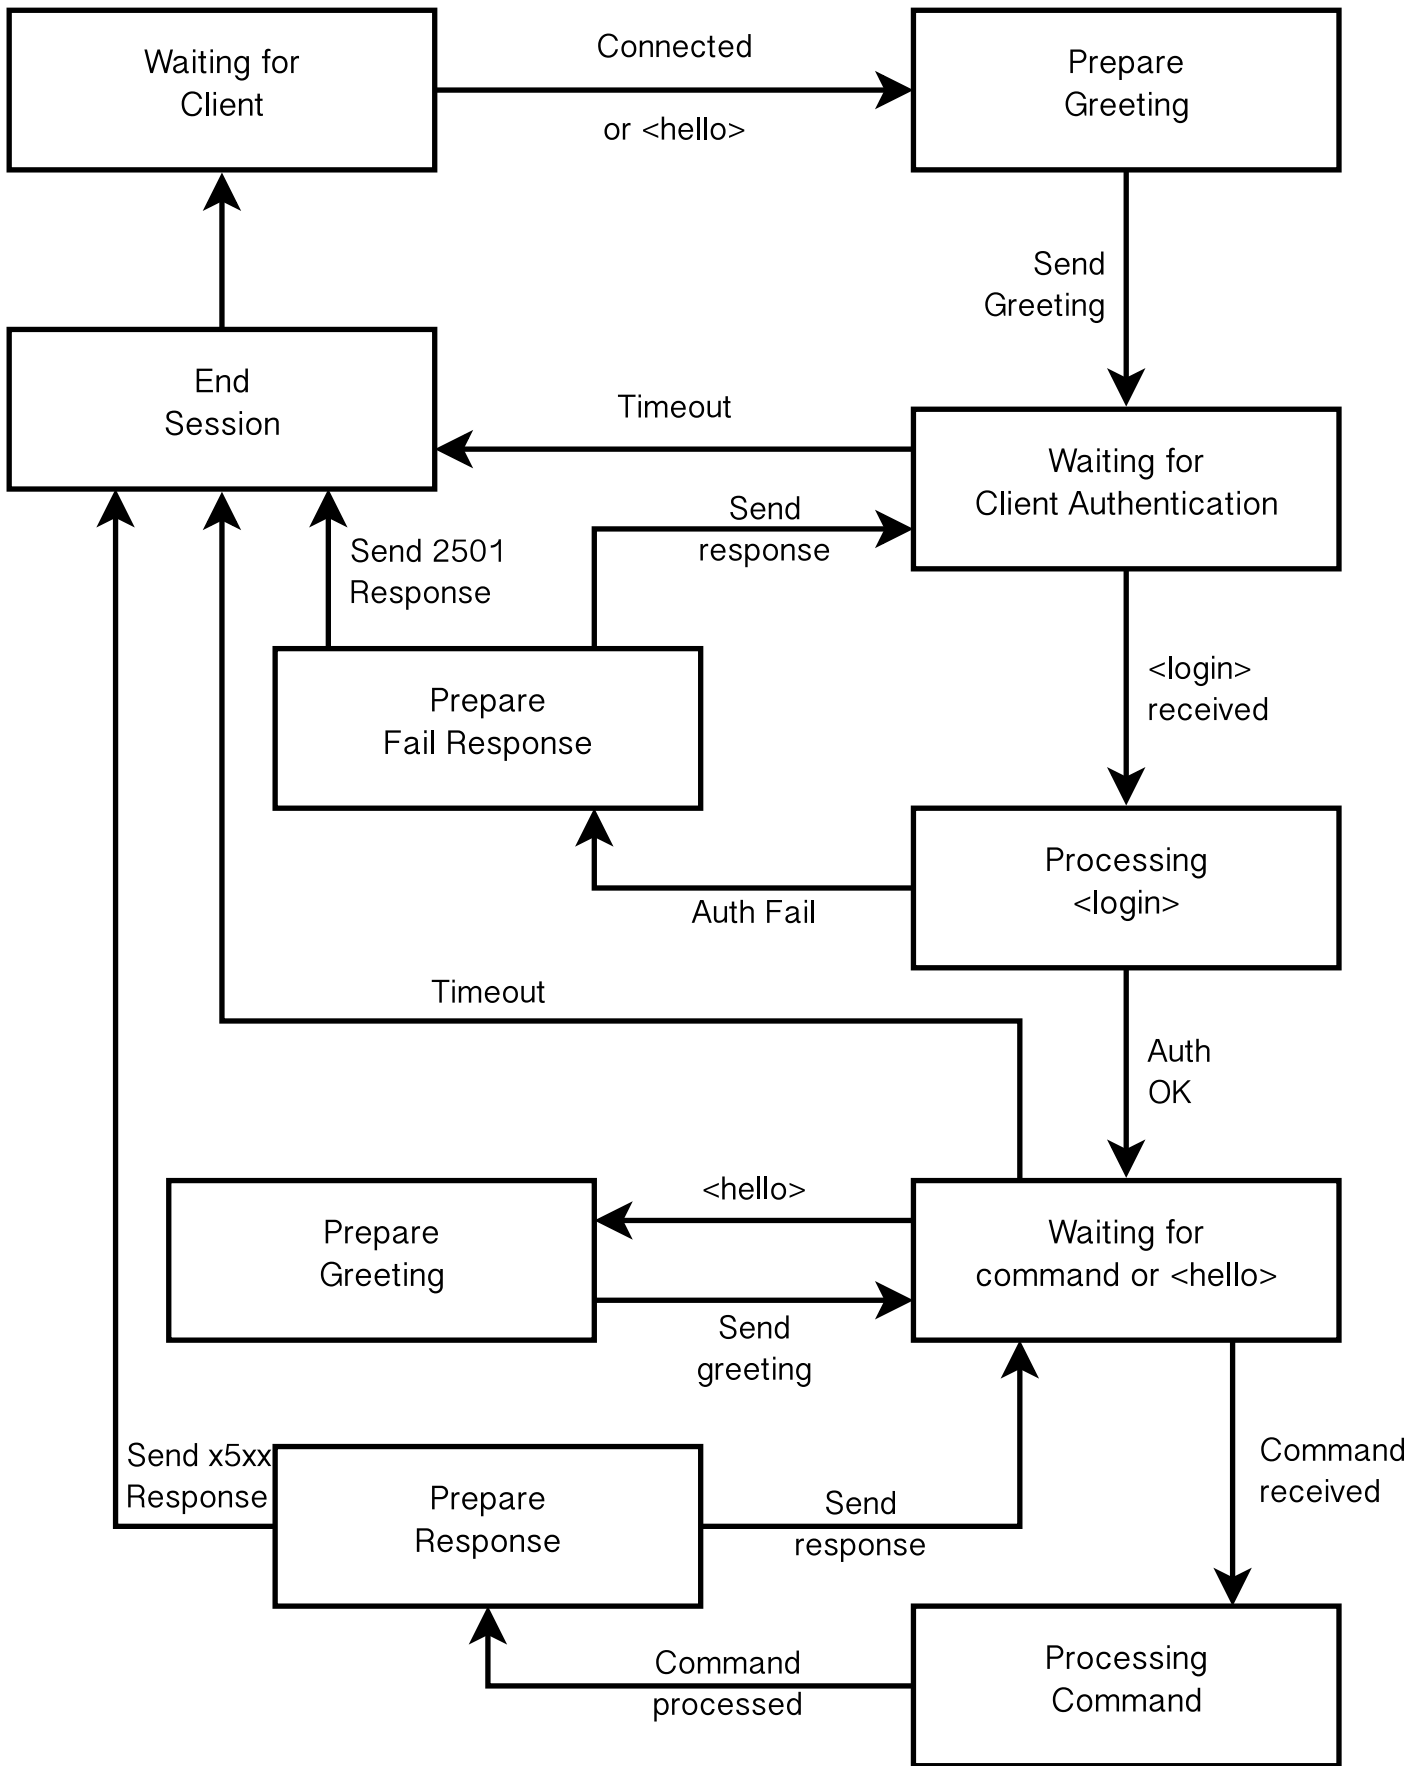 Waiting for
Client
Connected
or <hello>
Prepare
Greeting
Send
Greeting
End
Session
Timeout
Waiting for
Client Authentication
Send
response
Send 2501
Response
Prepare
Fail Response
<login>
received
Processing
<login>
Auth Fail
Timeout
Auth
OK
<hello>
Prepare
Greeting
Waiting for
command or <hello>
Send
greeting
Send x5xx
Response
Prepare
Response
Send
response
Command
received
Command
processed
Processing
Command